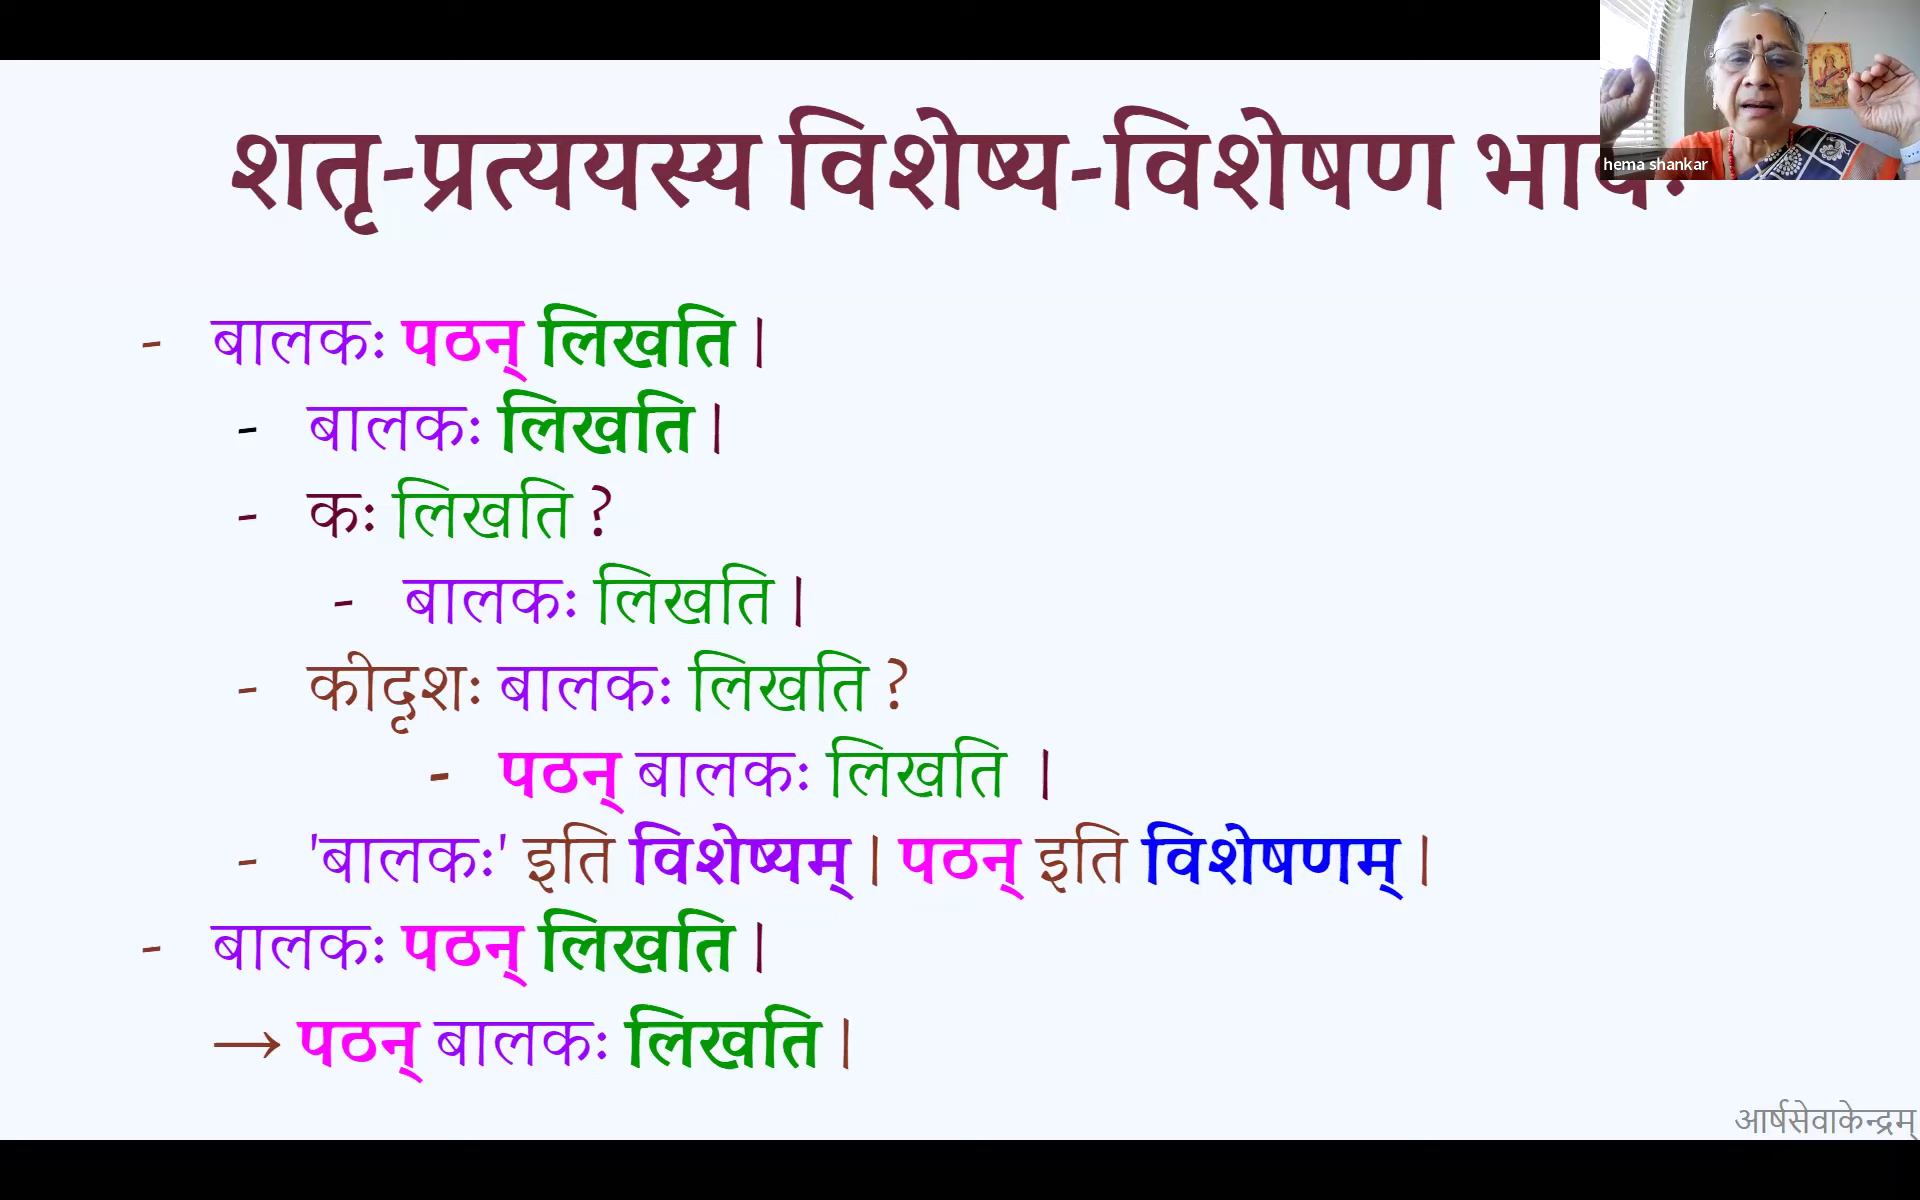 शतृ-प्रत्ययस्य विशेष्य-विशेषण
hema shankar
- बालकः पठन् लिखति |
- बालकः लिखति |
- कः लिखति ?
- बालकः लिखति |
- कीदृशः बालकः लिखति ?
- पठन् बालकः लिखति |
- 'बालकः' इति विशेष्यम् | पठन् इति विशेषणम् |
- बालकः पठन् लिखति |
→ पठन् बालकः लिखति |
आर्षसेवाकेन्द्रम्